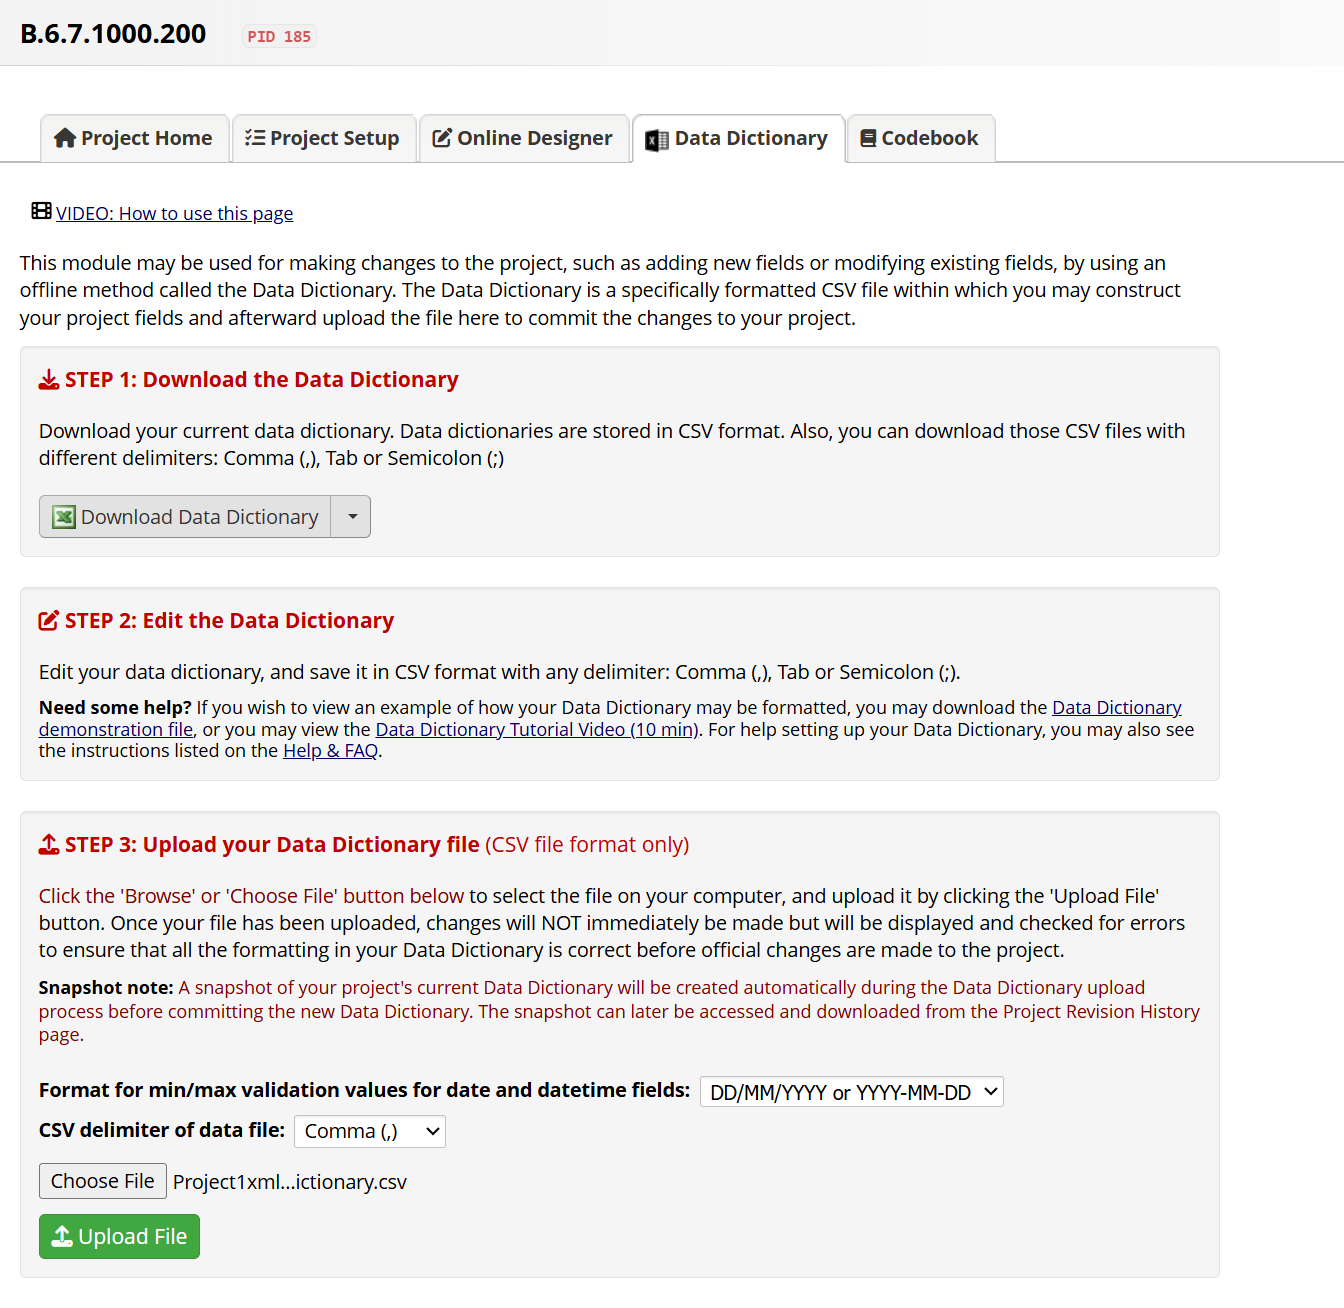 B.6.7.1000.200 PID 185
Project Home Project Setup Online Designer Data Dictionary Codebook
VIDEO: How to use this page
This module may be used for making changes to the project, such as adding new fields or modifying existing fields, by using an
offline method called the Data Dictionary. The Data Dictionary is a specifically formatted CSV file within which you may construct
your project fields and afterward upload the file here to commit the changes to your project.
STEP 1: Download the Data Dictionary
Download your current data dictionary. Data dictionaries are stored in CSV format. Also, you can download those CSV files with
different delimiters: Comma (,), Tab or Semicolon (;)
Download Data Dictionary
STEP 2: Edit the Data Dictionary
Edit your data dictionary, and save it in CSV format with any delimiter: Comma (,), Tab or Semicolon (;).
Need some help? If you wish to view an example of how your Data Dictionary may be formatted, you may download the Data Dictionary
demonstration file, or you may view the Data Dictionary Tutorial Video (10 min). For help setting up your Data Dictionary, you may also see
the instructions listed on the Help & FAQ.
STEP 3: Upload your Data Dictionary file (CSV file format only)
Click the 'Browse' or 'Choose File' button below to select the file on your computer, and upload it by clicking the 'Upload File'
button. Once your file has been uploaded, changes will NOT immediately be made but will be displayed and checked for errors
to ensure that all the formatting in your Data Dictionary is correct before official changes are made to the project.
Snapshot note: A snapshot of your project's current Data Dictionary will be created automatically during the Data Dictionary upload
process before committing the new Data Dictionary. The snapshot can later be accessed and downloaded from the Project Revision History
page.
Format for min/max validation values for date and datetime fields: DD/MM/YYYY or YYYY-MM-DD
CSV delimiter of data file: Comma (,)
Choose File Project1xml...ictionary.csv
Upload File